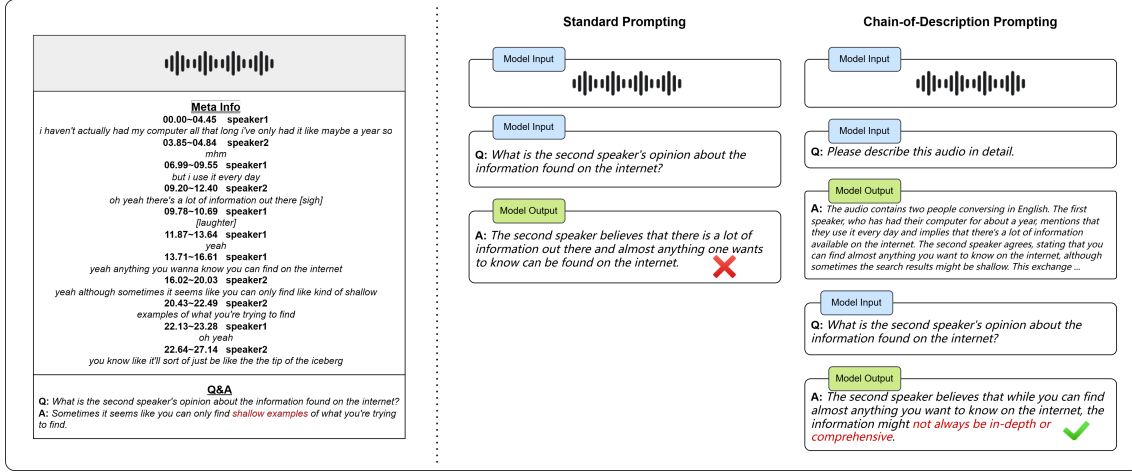 Meta Info
00.00~04.45 speaker1
i haven't actually had my computer all that long i've only had it like maybe a year so
03.85~04.84 speaker2
mhm
06.99~09.55 speaker1
but i use it every day
09.20~12.40 speaker2
oh yeah there's a lot of information out there [sigh]
09.78~10.69 speaker1
[laughter]
11.87~13.64 speaker1
yeah
13.71~16.61 speaker1
yeah anything you wanna know you can find on the internet
16.02~20.03 speaker2
yeah although sometimes it seems like you can only find like kind of shallow
20.43~22.49 speaker2
examples of what you're trying to find
22.13~23.28 speaker1
oh yeah
22.64~27.14 speaker2
you know like it'll sort of just be like the the tip of the iceberg
Q&A
Q: What is the second speaker's opinion about the information found on the internet?
A: Sometimes it seems like you can only find shallow examples of what you're trying
to find.
Standard Prompting
Model Input
Model Input
Q: What is the second speaker's opinion about the
information found on the internet?
Model Output
A: The second speaker believes that there is a lot of
information out there and almost anything one wants
to know can be found on the internet.
Chain-of-Description Prompting
Model Input
Model Input
Q: Please describe this audio in detail.
Model Output
A: The audio contains two people conversing in English. The first
speaker, who has had their computer for about a year, mentions that
they use it every day and implies that there's a lot of information
available on the internet. The second speaker agrees, stating that you
can find almost anything you want to know on the internet, although
sometimes the search results might be shallow. This exchange ...
Model Input
Q: What is the second speaker's opinion about the
information found on the internet?
Model Output
A: The second speaker believes that while you can find
almost anything you want to know on the internet, the
information might not always be in-depth or
comprehensive.